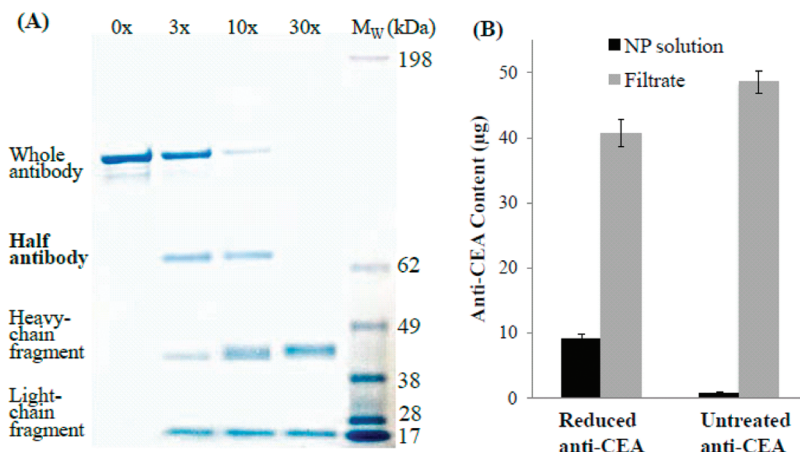 (A)
0x 3x 10x 30x Mw (kDa)
198
Whole
antibody
Half
antibody
62
Heavy-
chain
fragment
49
38
Light-
chain
fragment
28
17
(B)
NP solution
Filtrate
Anti-CEA Content (µg)
50
40
30
20
10
0
Reduced
anti-CEA
Untreated
anti-CEA